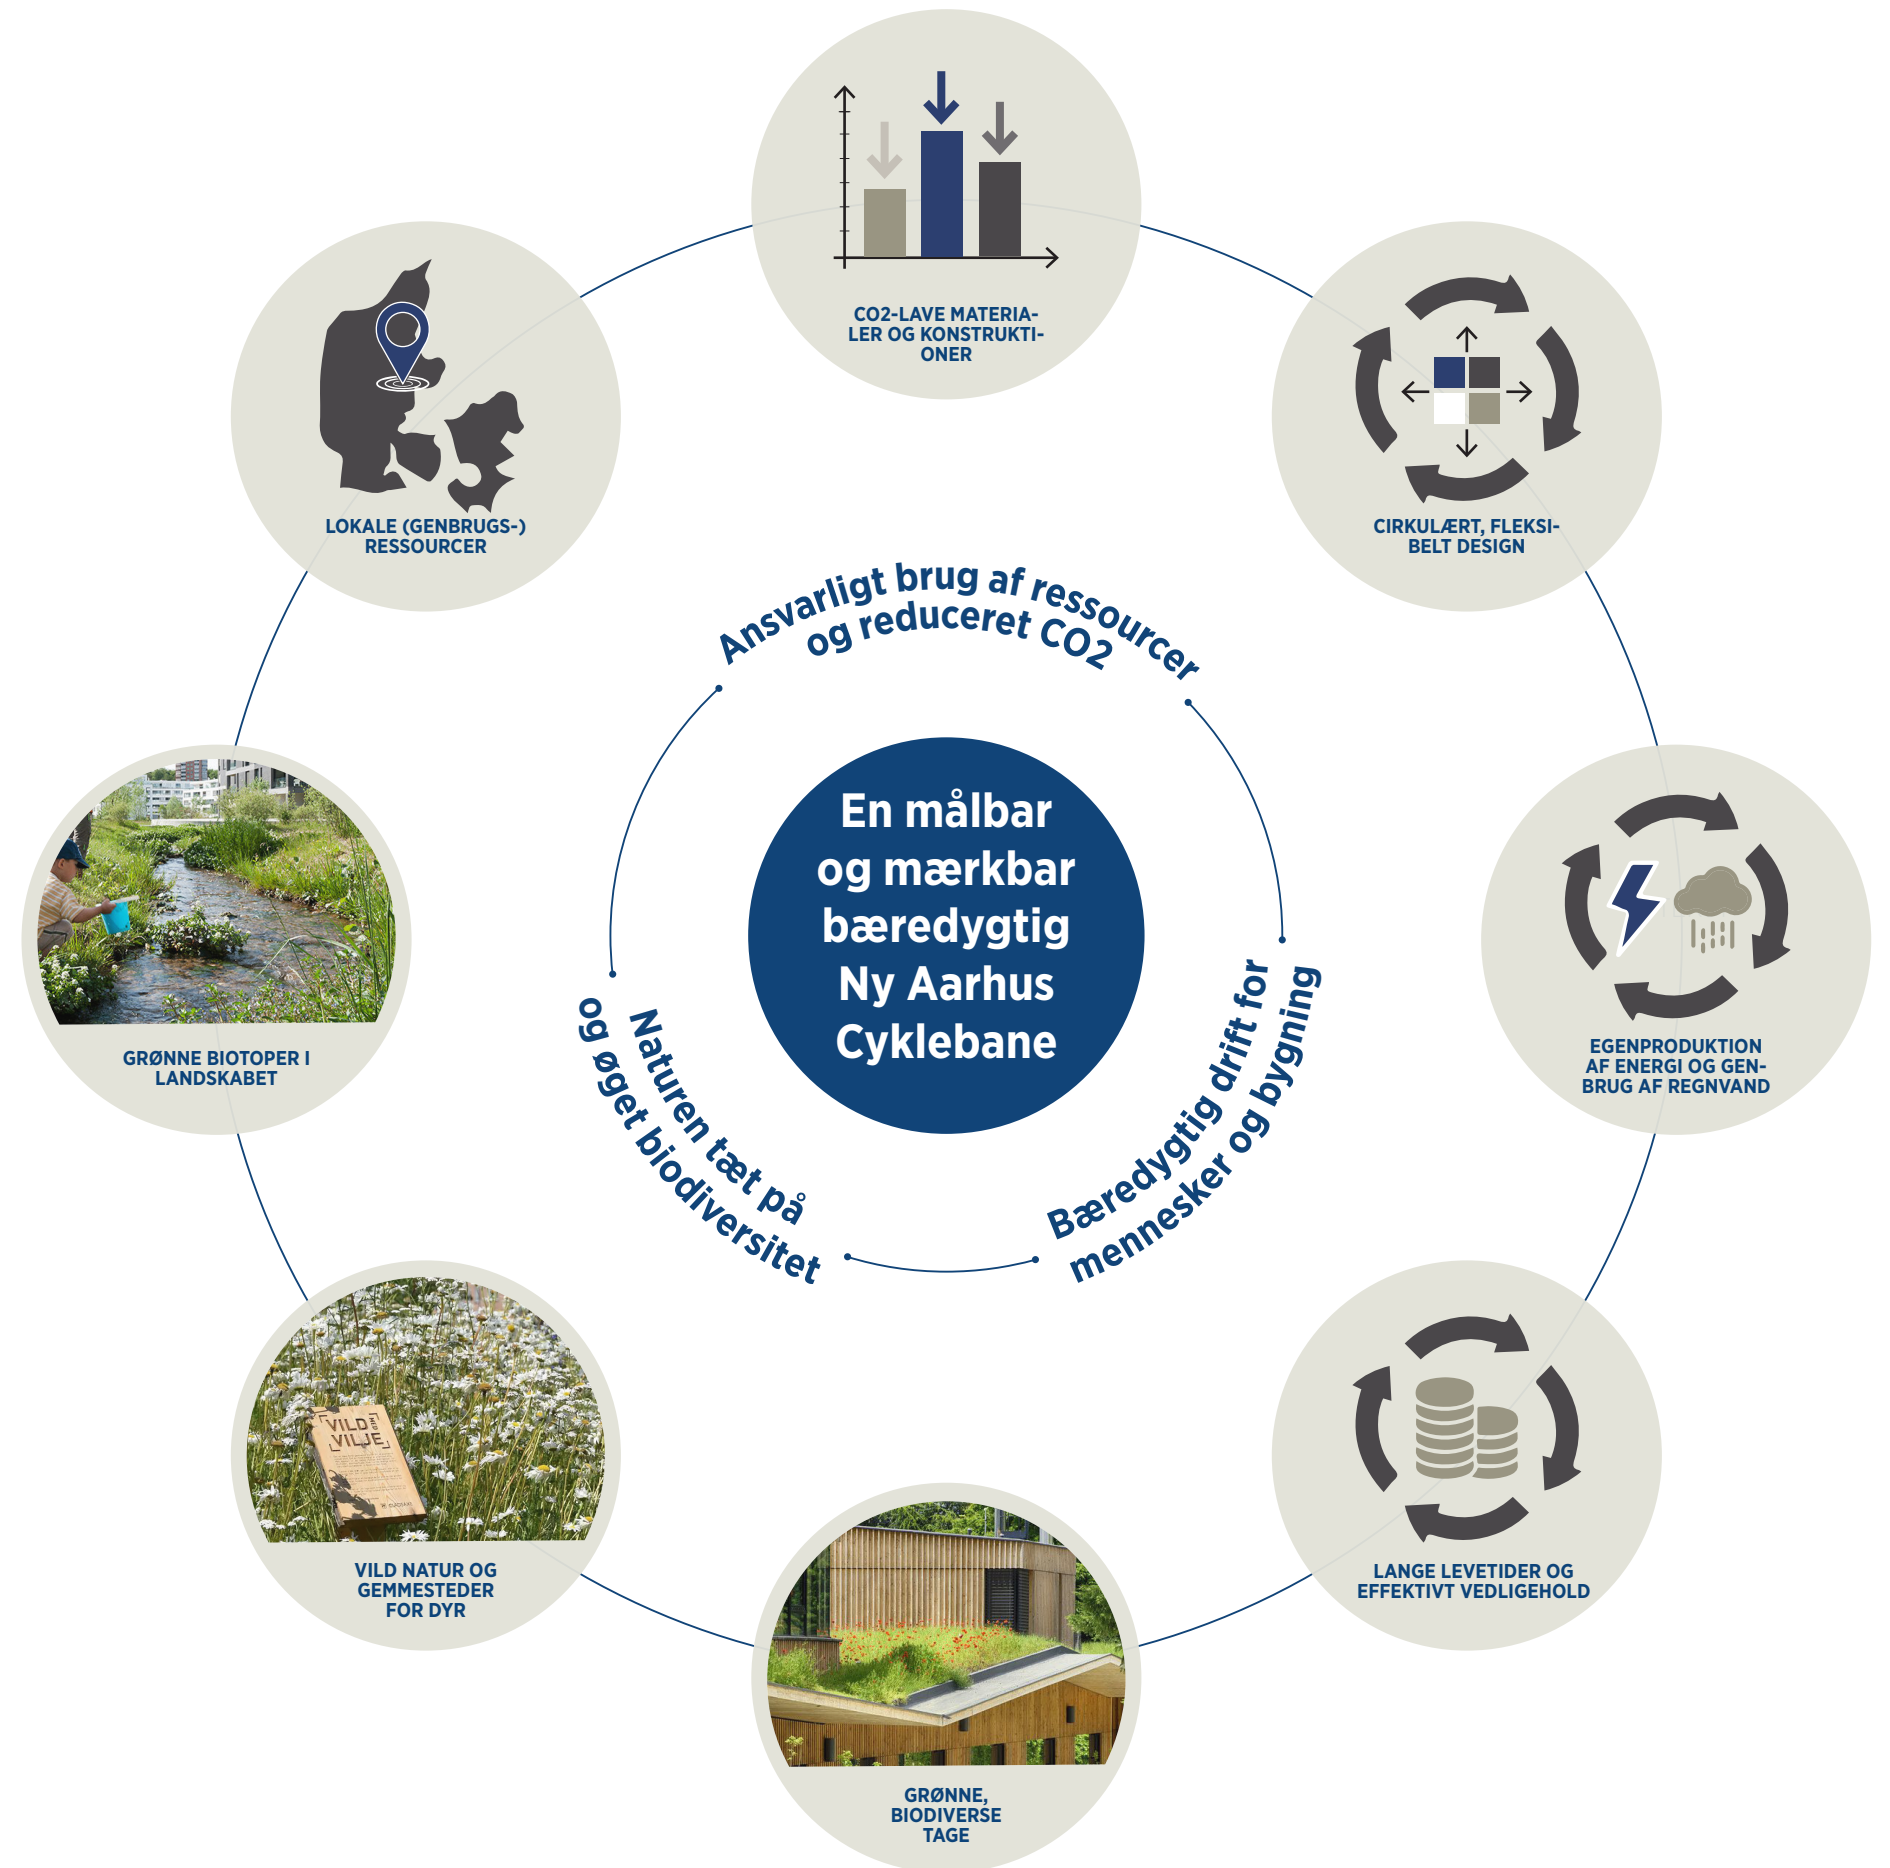 CO2-LAVE MATERIA-
LER OG KONSTRUKTI-
ONER
LOKALE (GENBRUGS-)
RESSOURCER
CIRKULÆRT, FLEKSI-
BELT DESIGN
Ansvarligt brug af ressourcer
og reduceret CO2
En målbar
og mærkbar
bæredygtig
Ny Aarhus
Cyklebane
Naturen tæt på
og øget biodiversitet
Bæredygtig drift for
mennesker og bygning
GRØNNE BIOTOPER I
LANDSKABET
EGENPRODUKTION
AF ENERGI OG GEN-
BRUG AF REGNVAND
VILD MED
VILJE
VILD NATUR OG
GEMMESTEDER
FOR DYR
LANGE LEVETIDER OG
EFFEKTIVT VEDLIGEHOLD
GRØNNE,
BIODIVERSE
TAGE